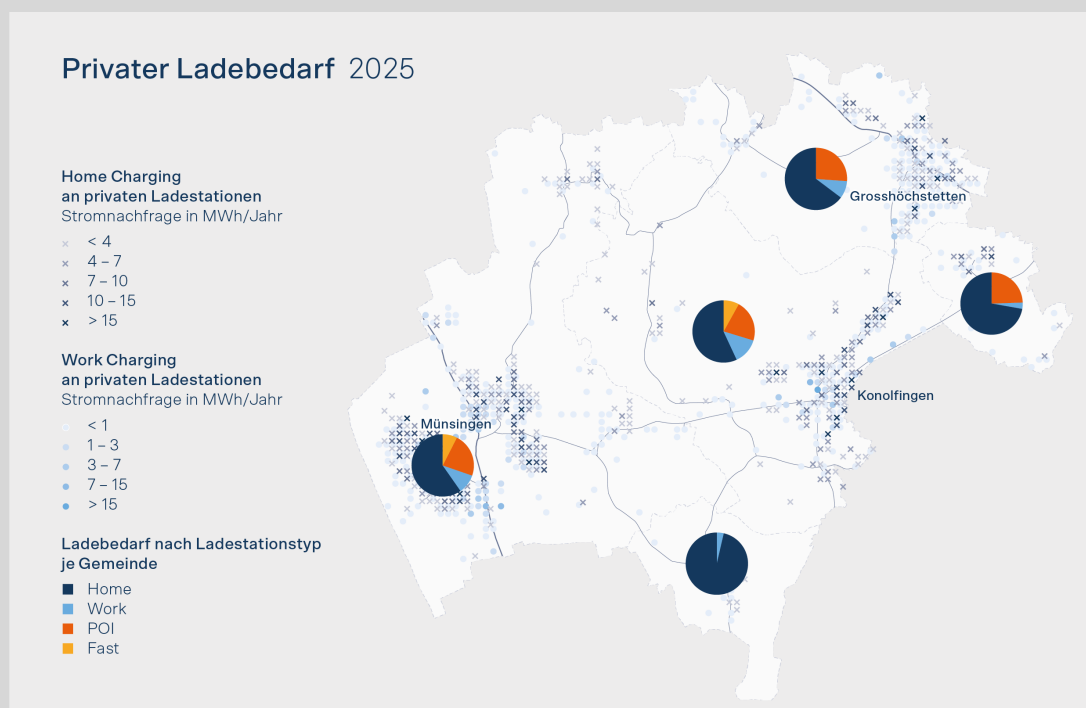 Privater Ladebedarf 2025
Home Charging
an privaten Ladestationen
Stromnachfrage in MWh/Jahr
< 4
4 – 7
7 – 10
10 – 15
> 15
Work Charging
an privaten Ladestationen
Stromnachfrage in MWh/Jahr
< 1
1 – 3
3 – 7
7 – 15
> 15
Ladebedarf nach Ladestationstyp
je Gemeinde
Home
Work
POI
Fast
Grosshöchstetten
Konolfingen
Münsingen